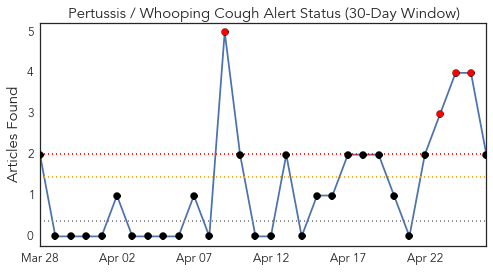 Pertussis / Whooping Cough Alert Status (30-Day Window)
Articles Found
5
4
3
2
1
0
Mar 28 Apr 02 Apr 07 Apr 12 Apr 17 Apr 22